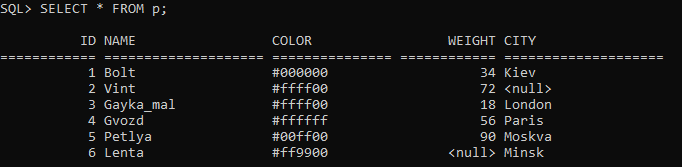 SQL> SELECT * FROM p;
ID NAME COLOR WEIGHT CITY
============ ==================== =============== ============ ====================
1 Bolt #000000 34 Kiev
2 Vint #ffff00 72 <null>
3 Gayka_mal #ffff00 18 London
4 Gvozd #ffffff 56 Paris
5 Petlya #00ff00 90 Moskva
6 Lenta #ff9900 <null> Minsk